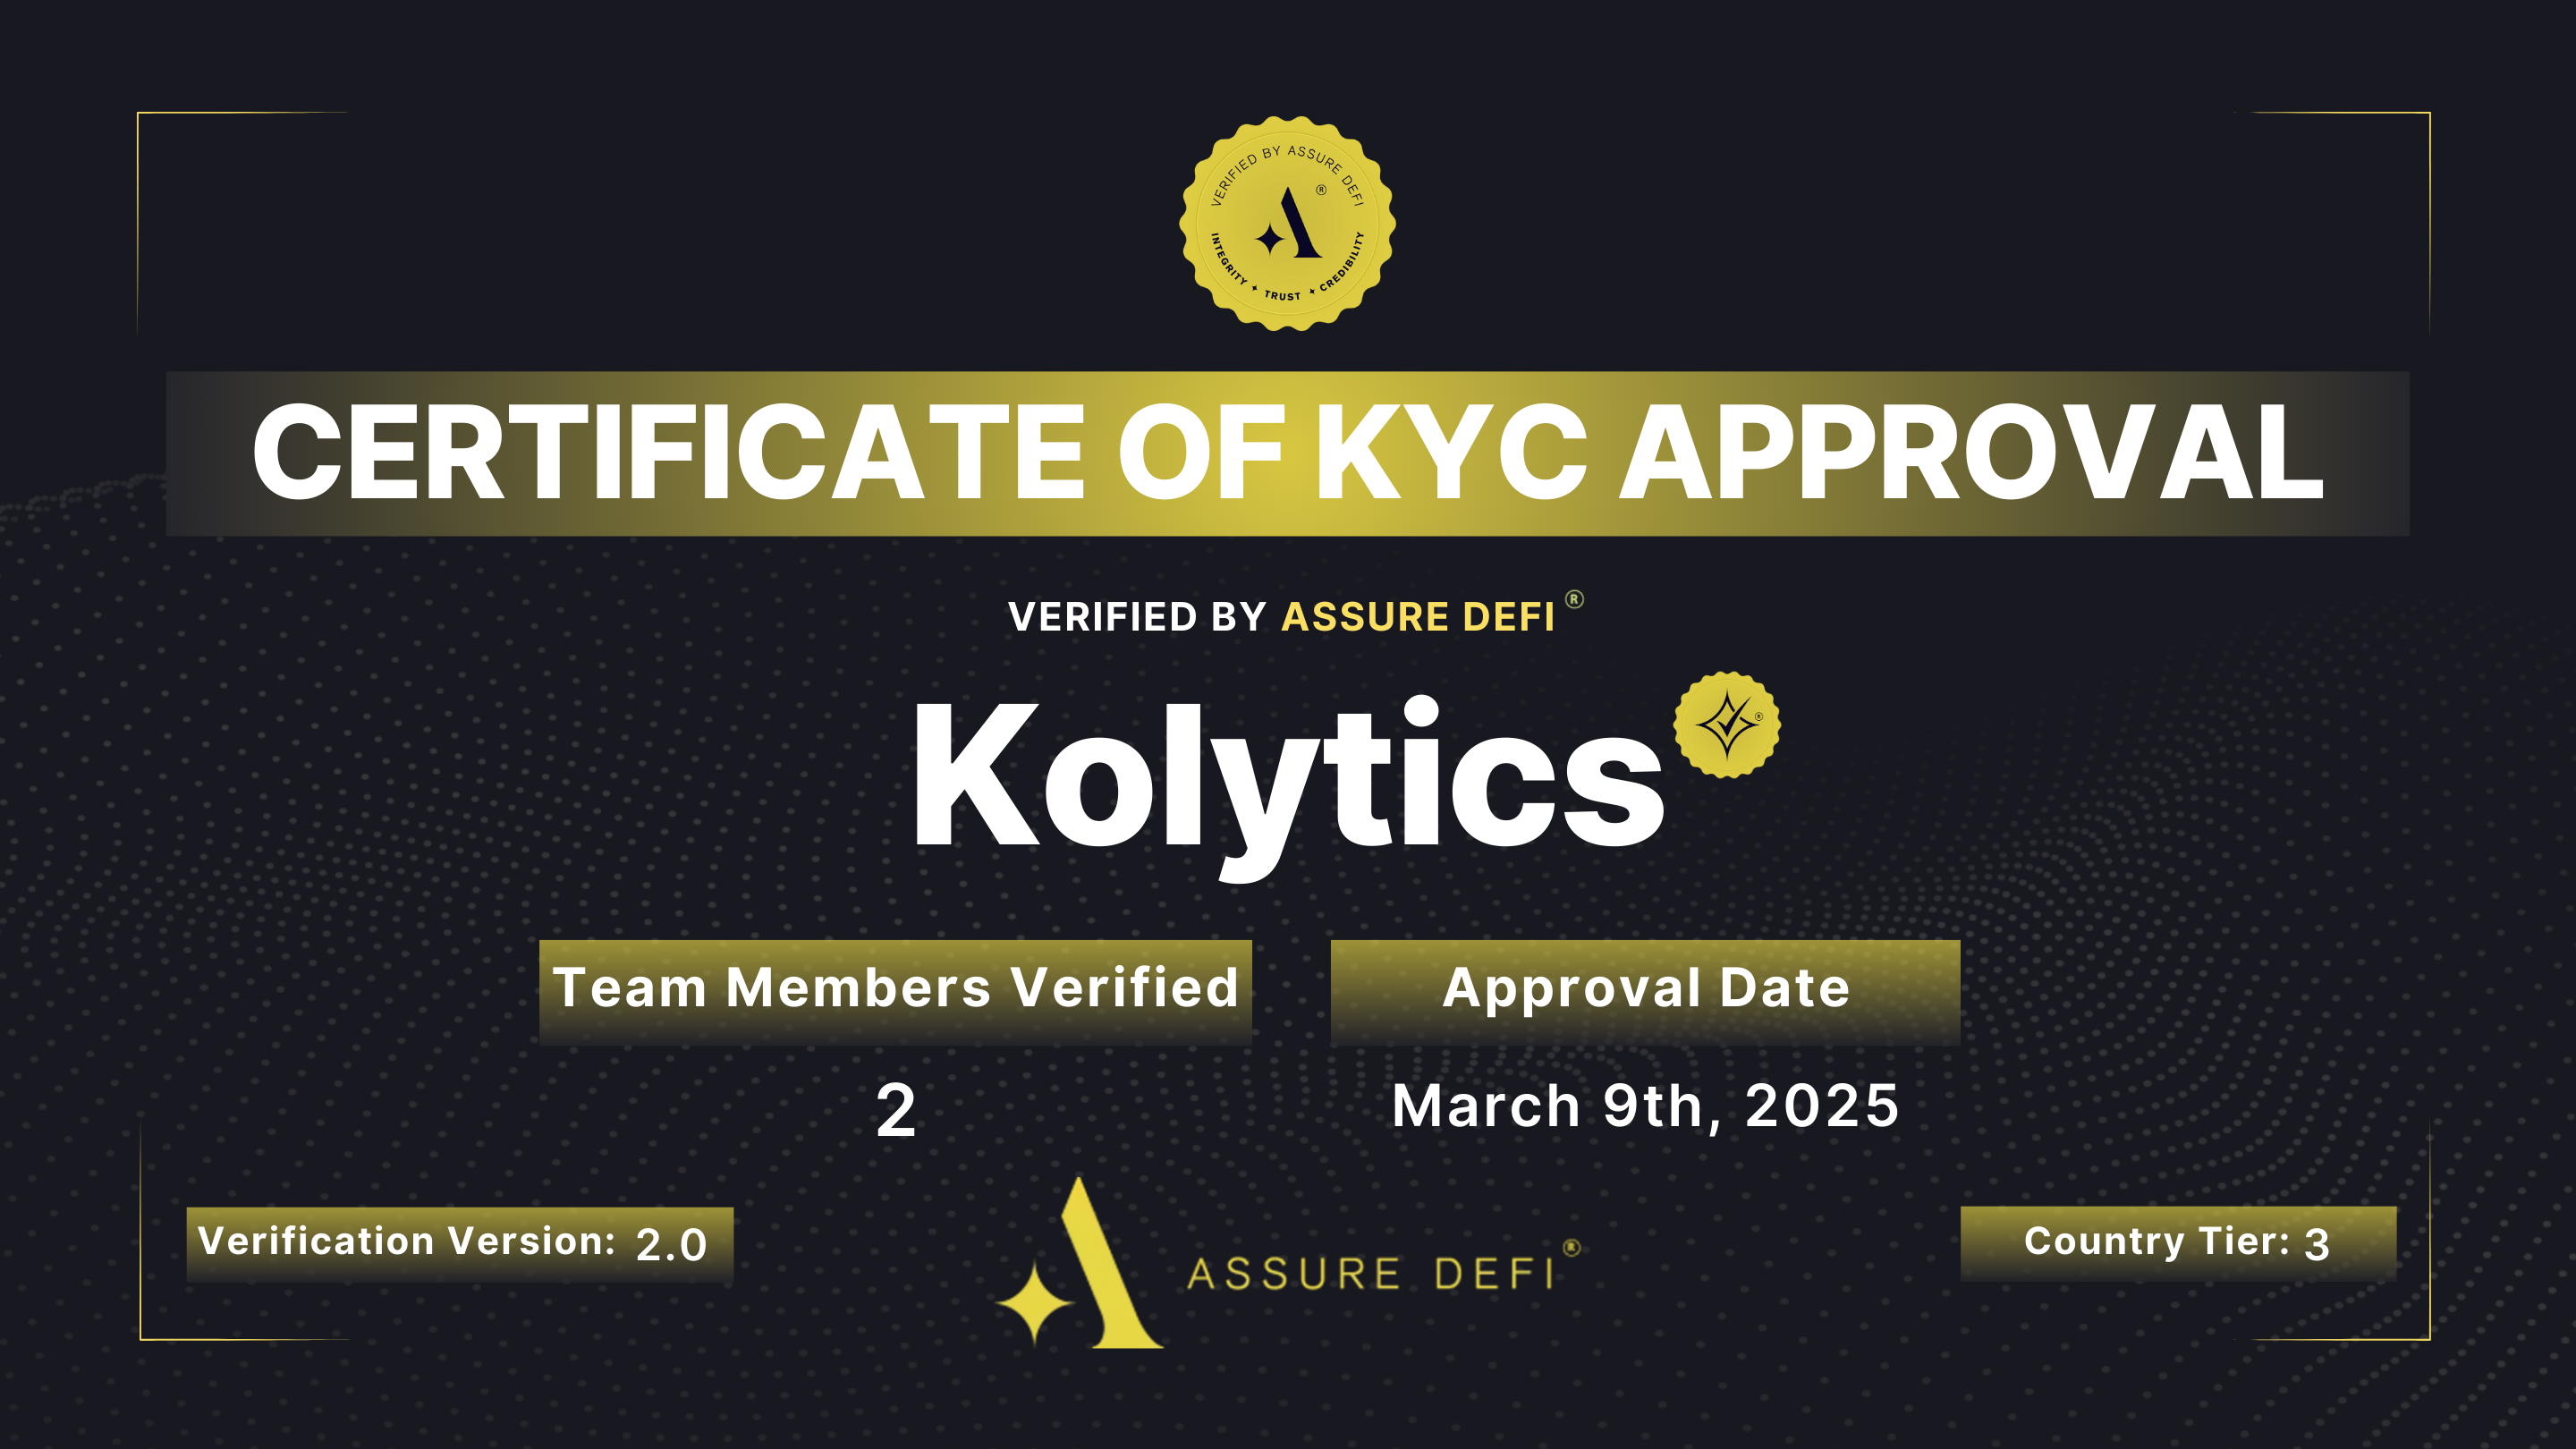 VERIFIED BY ASSURE DEFI
®
INTEGRITY ✦ TRUST ✦ CREDIBILITY
CERTIFICATE OF KYC APPROVAL
VERIFIED BY ASSURE DEFI ®
Kolytics
®
Team Members Verified
2
Approval Date
March 9th, 2025
Verification Version: 2.0
ASSURE DEFI ®
Country Tier: 3